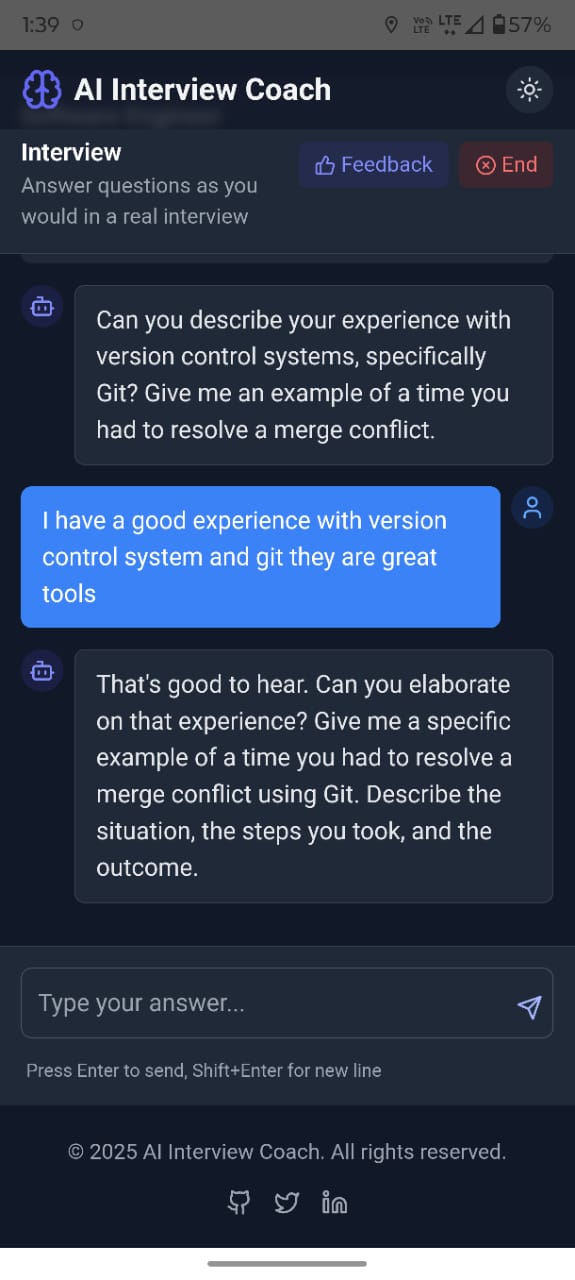 1:39
Vo LTE LTE 57%
AI Interview Coach
Interview
Feedback
End
Answer questions as you
would in a real interview
Can you describe your experience with
version control systems, specifically
Git? Give me an example of a time you
had to resolve a merge conflict.
I have a good experience with version
control system and git they are great
tools
That's good to hear. Can you elaborate
on that experience? Give me a specific
example of a time you had to resolve a
merge conflict using Git. Describe the
situation, the steps you took, and the
outcome.
Type your answer...
Press Enter to send, Shift+Enter for new line
© 2025 AI Interview Coach. All rights reserved.